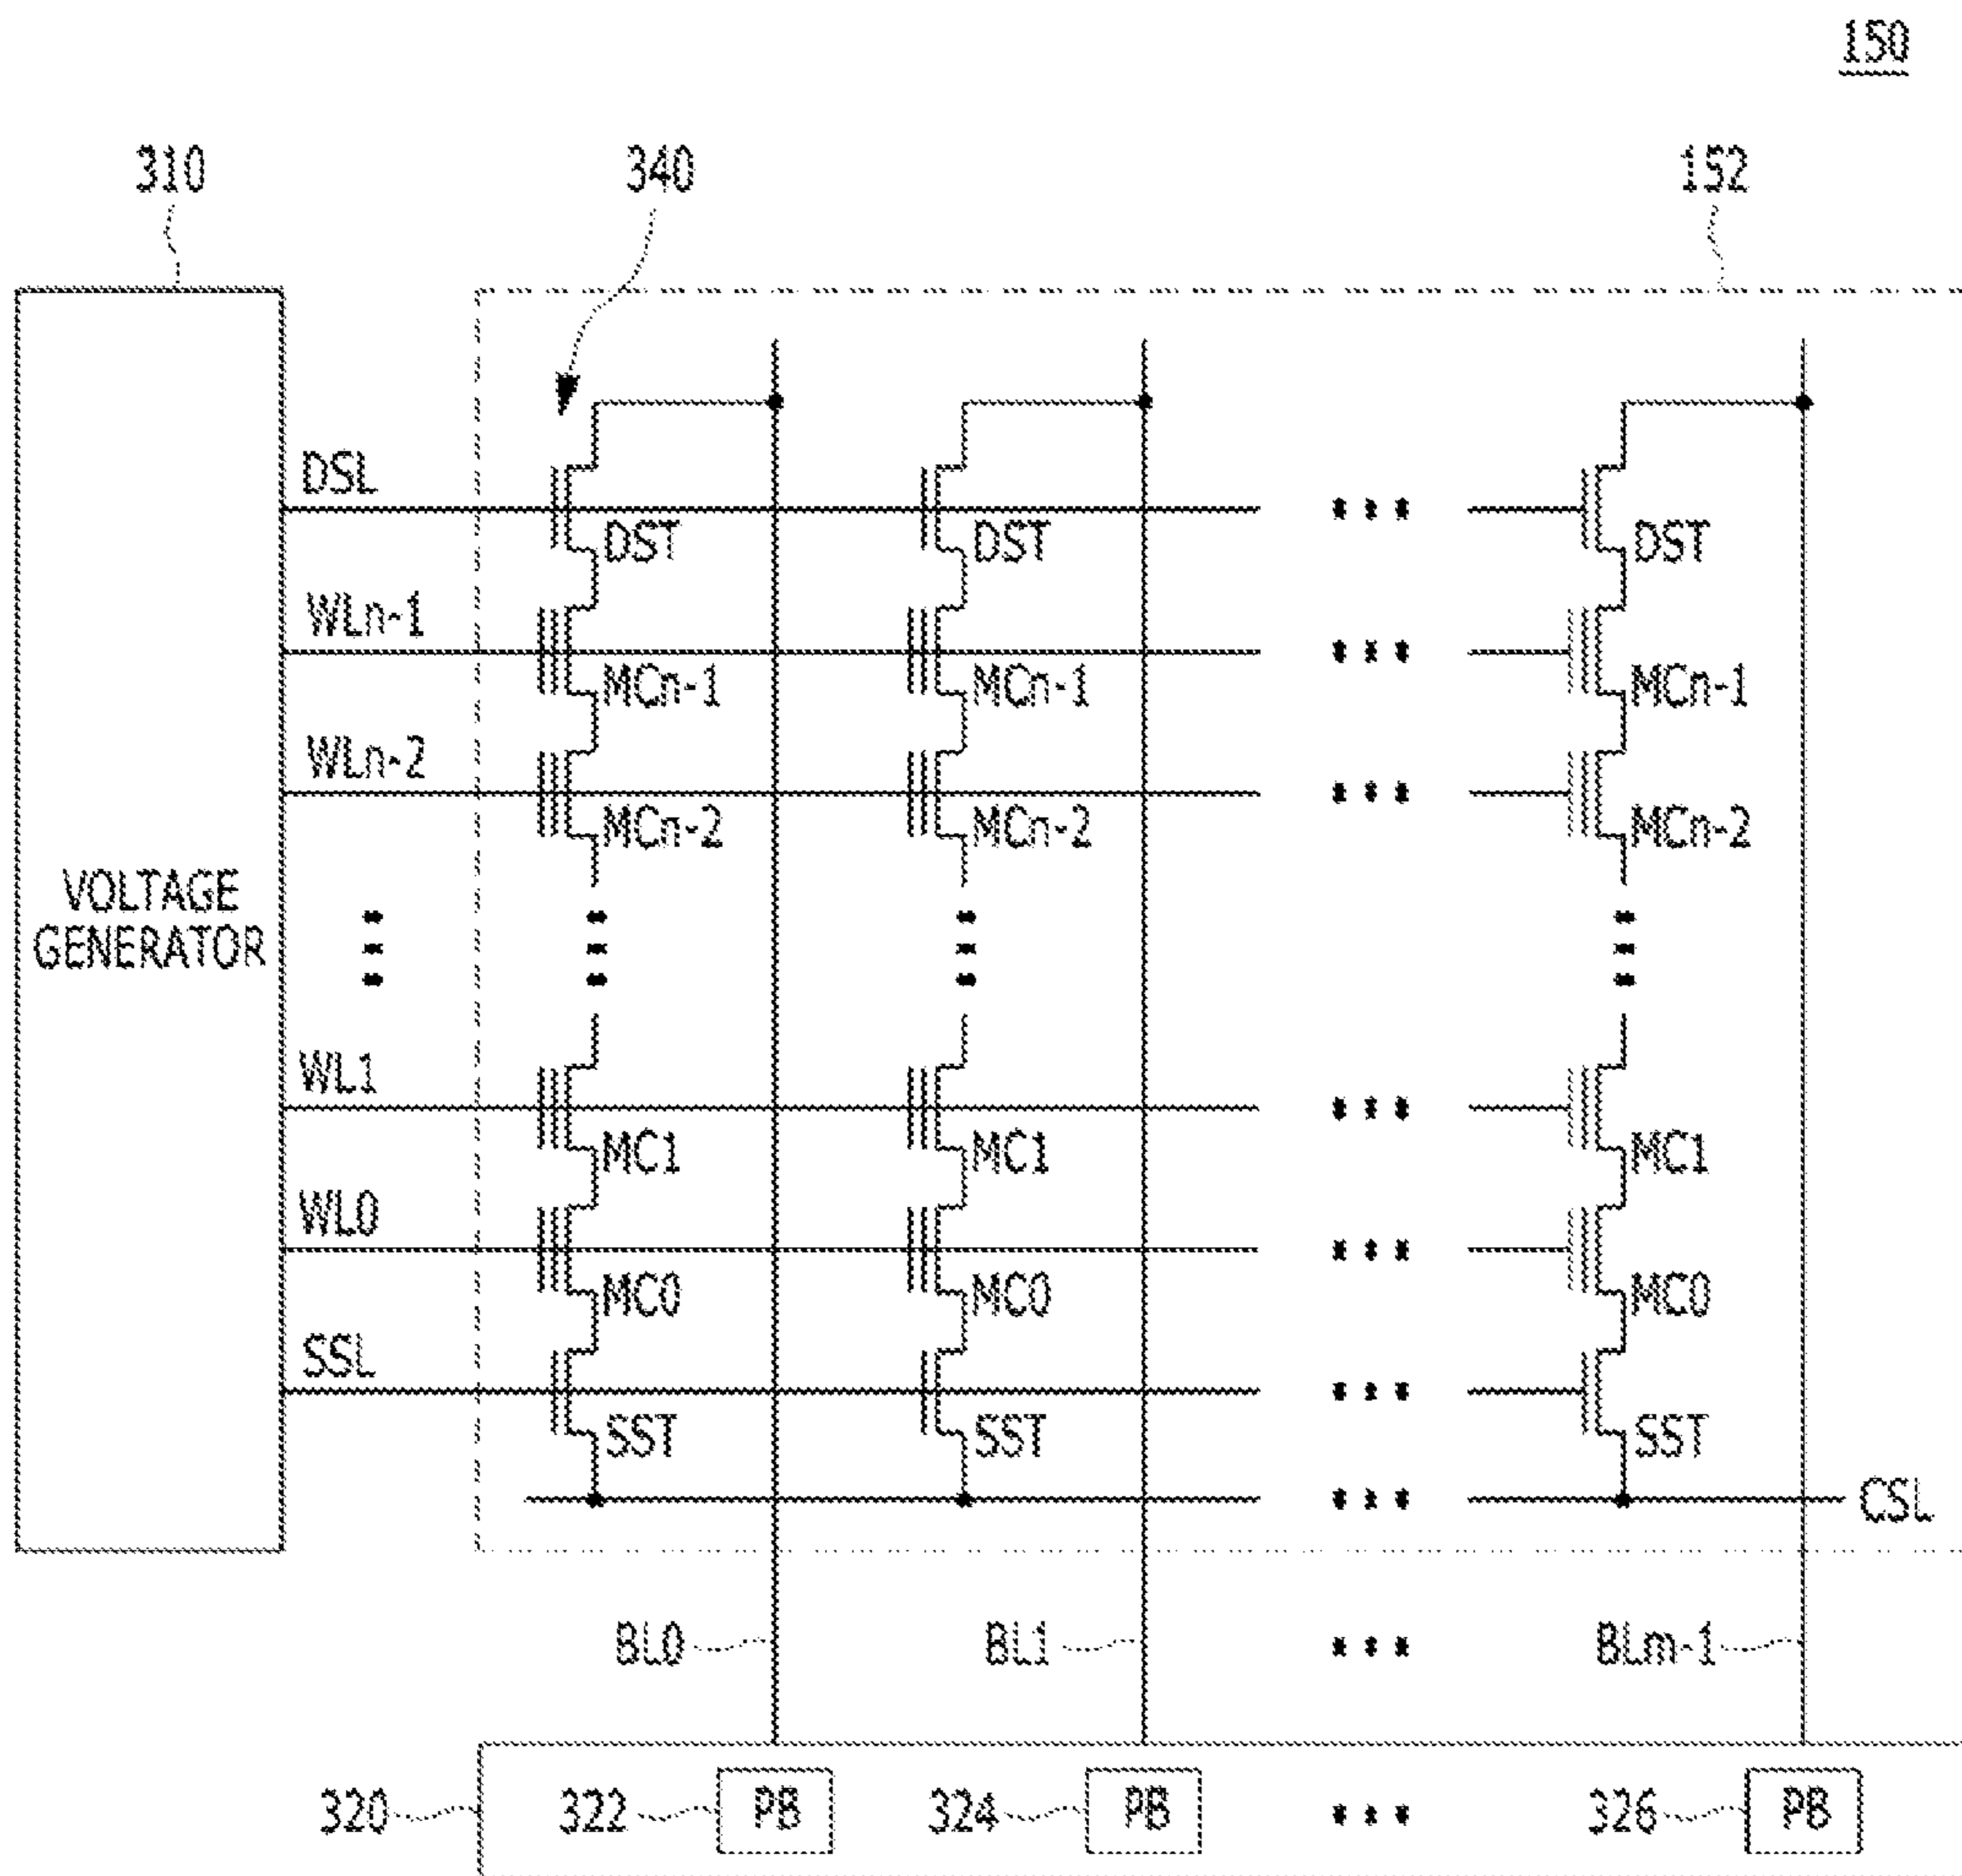 150
310 340 152
DSL
DST DST DST
WLn-1
MCn-1 MCn-1 MCn-1
WLn-2
MCn-2 MCn-2 MCn-2
VOLTAGE
GENERATOR
WL1
MC1 MC1 MC1
WL0
MC0 MC0 MC0
SSL
SST SST SST
CSL
BL0 BL1 BLm-1
320 322 PB 324 PB 326 PB